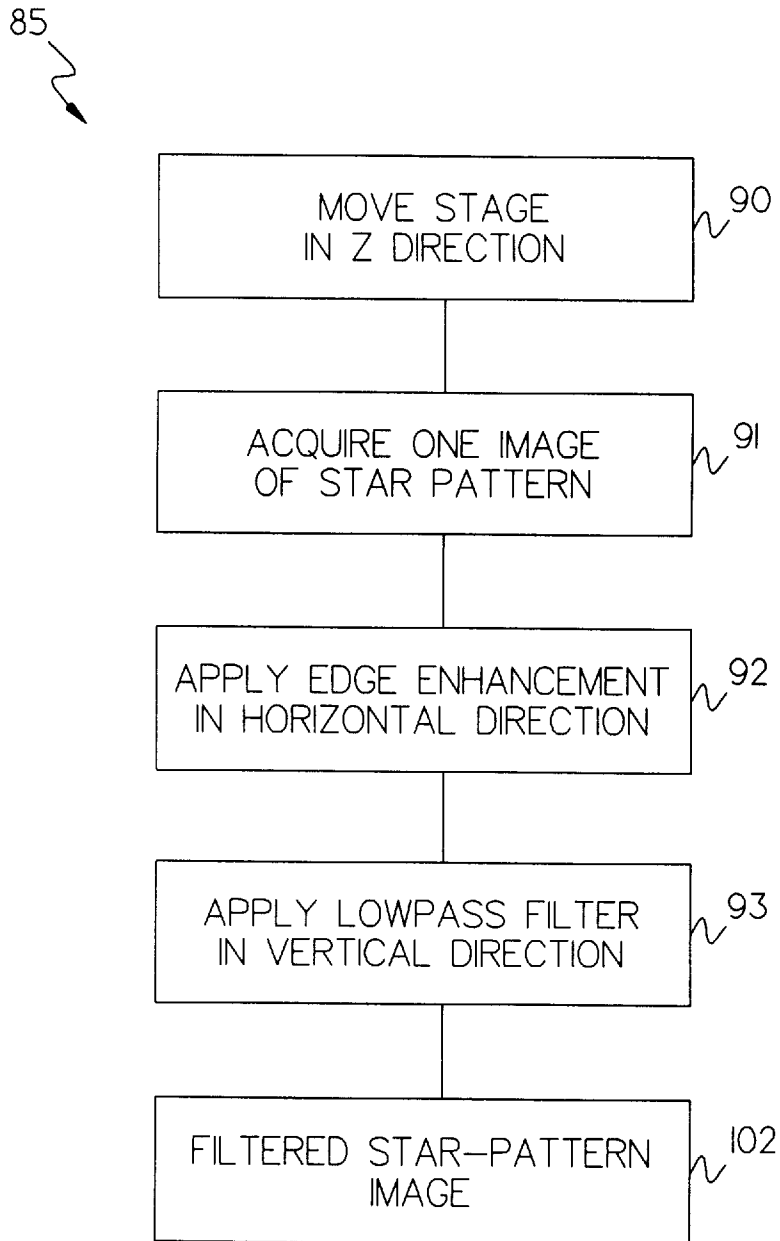 85
MOVE STAGE
IN Z DIRECTION
90
ACQUIRE ONE IMAGE
OF STAR PATTERN
91
APPLY EDGE ENHANCEMENT
IN HORIZONTAL DIRECTION
92
APPLY LOWPASS FILTER
IN VERTICAL DIRECTION
93
FILTERED STAR-PATTERN
IMAGE
102